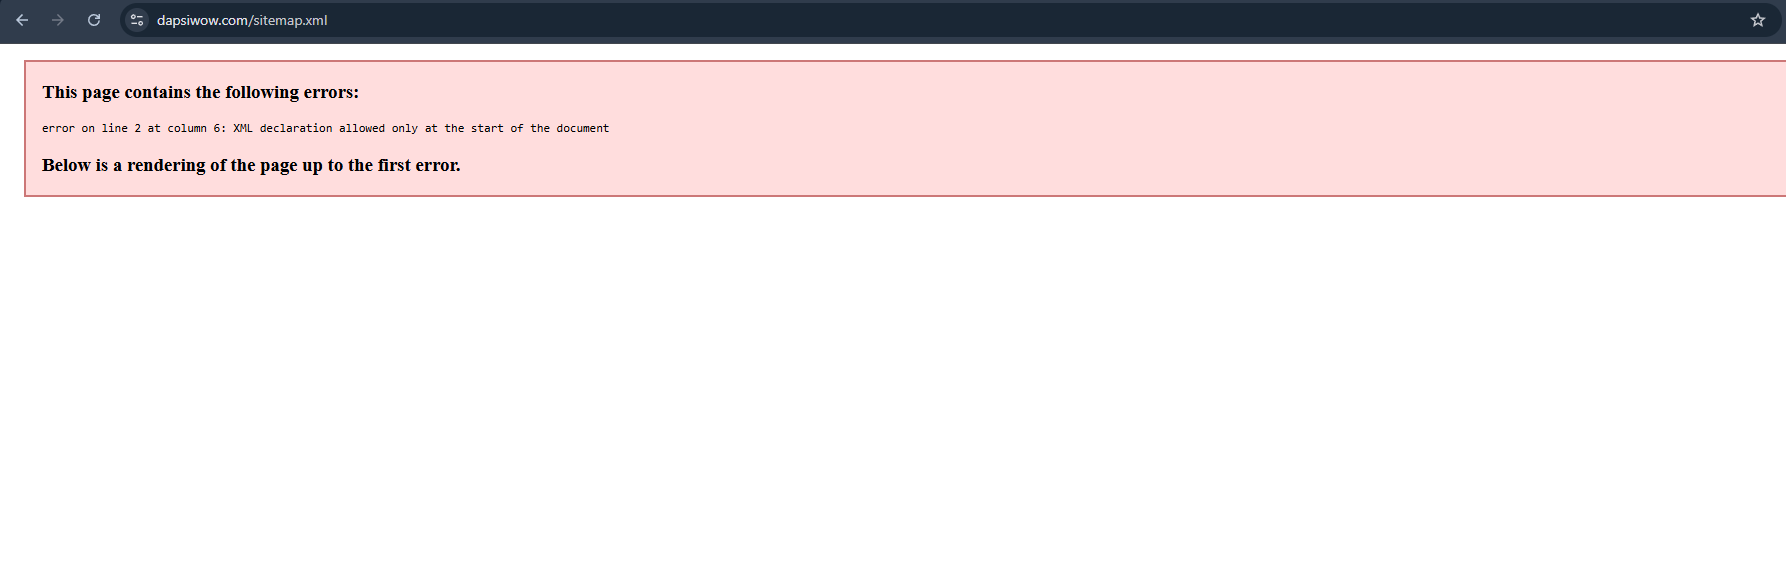 dapsiwow.com/sitemap.xml
This page contains the following errors:
error on line 2 at column 6: XML declaration allowed only at the start of the document
Below is a rendering of the page up to the first error.